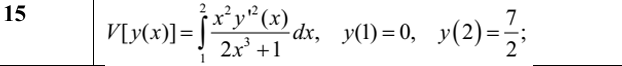 15
V[y(x)] = ∫₁² x²y'²(x) / (2x³ + 1) dx, y(1) = 0, y(2) = 7/2;